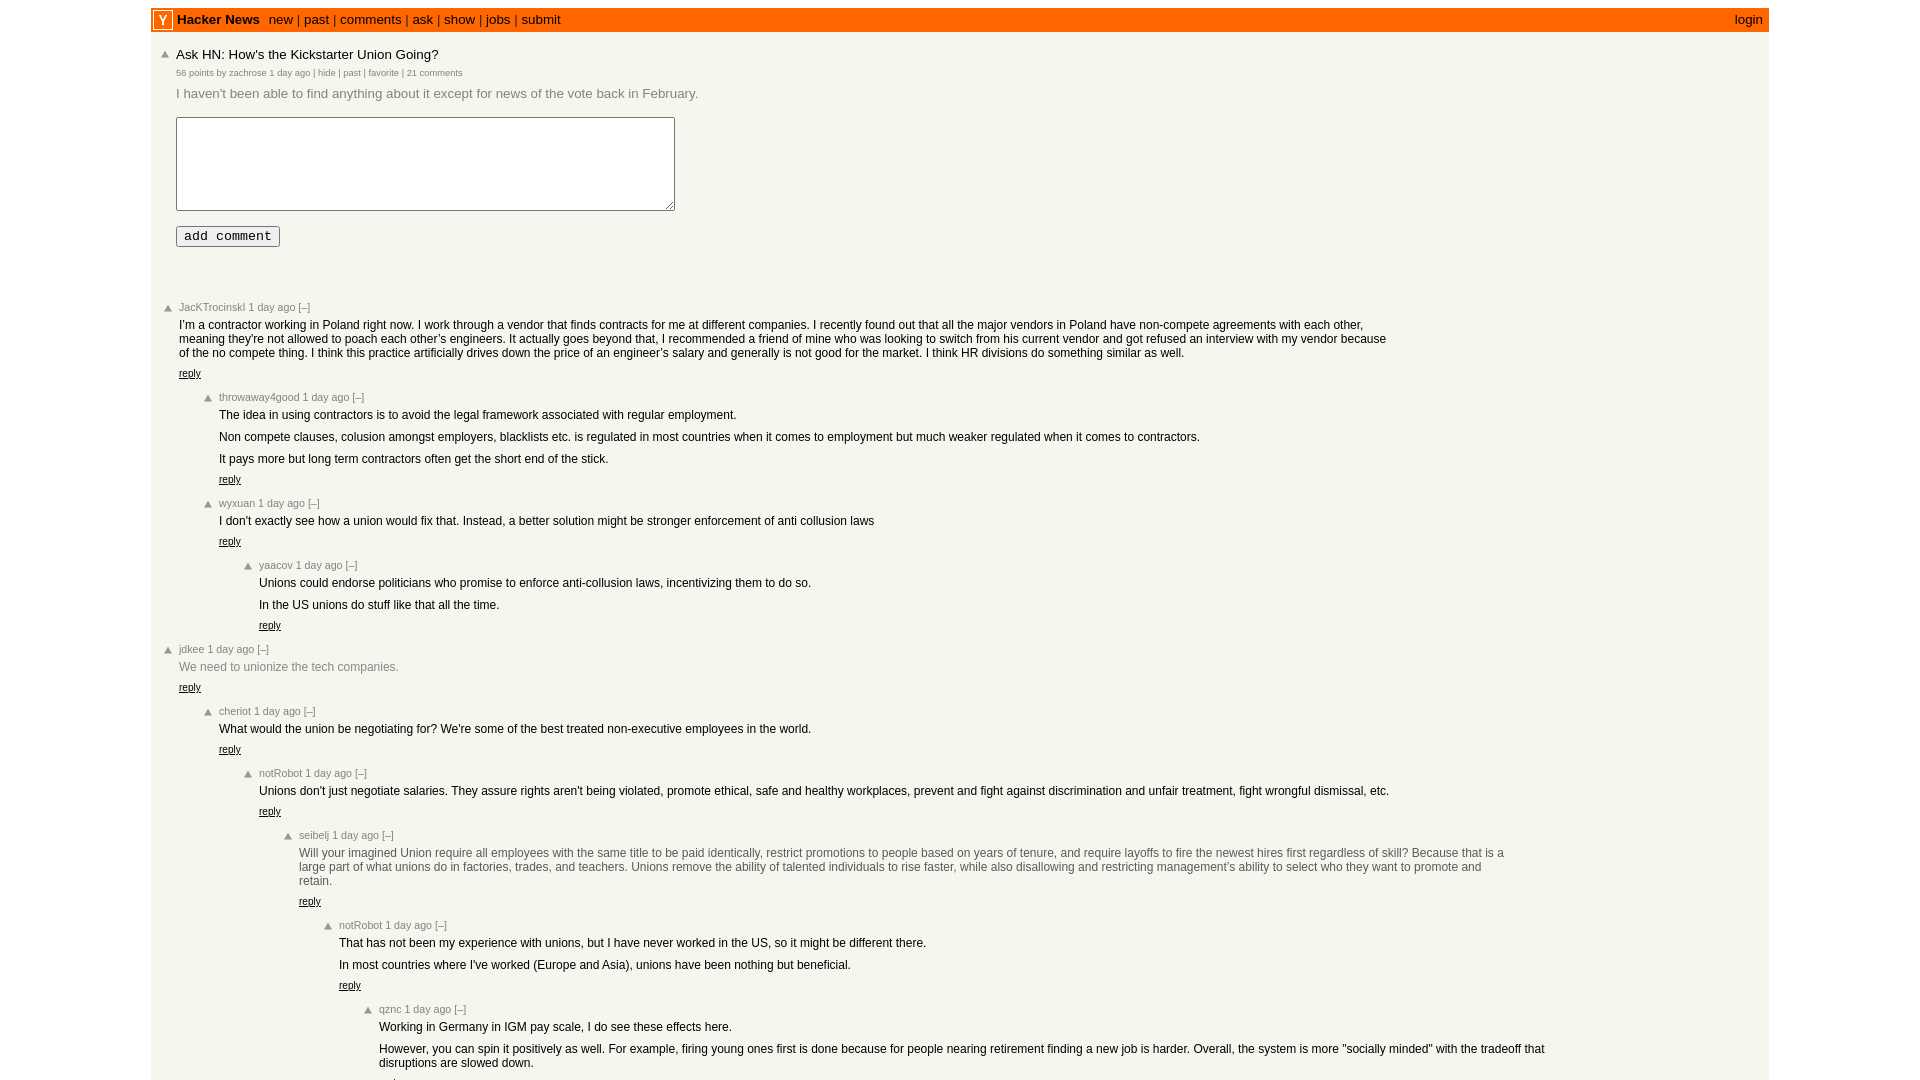 Y Hacker News new | past | comments | ask | show | jobs | submit login
Ask HN: How's the Kickstarter Union Going?
56 points by zachrose 1 day ago | hide | past | favorite | 21 comments
I haven't been able to find anything about it except for news of the vote back in February.
add comment
JacKTrocinskI 1 day ago [–]
I’m a contractor working in Poland right now. I work through a vendor that finds contracts for me at different companies. I recently found out that all the major vendors in Poland have non-compete agreements with each other,
meaning they're not allowed to poach each other’s engineers. It actually goes beyond that, I recommended a friend of mine who was looking to switch from his current vendor and got refused an interview with my vendor because
of the no compete thing. I think this practice artificially drives down the price of an engineer’s salary and generally is not good for the market. I think HR divisions do something similar as well.
reply
throwaway4good 1 day ago [–]
The idea in using contractors is to avoid the legal framework associated with regular employment.
Non compete clauses, colusion amongst employers, blacklists etc. is regulated in most countries when it comes to employment but much weaker regulated when it comes to contractors.
It pays more but long term contractors often get the short end of the stick.
reply
wyxuan 1 day ago [–]
I don't exactly see how a union would fix that. Instead, a better solution might be stronger enforcement of anti collusion laws
reply
yaacov 1 day ago [–]
Unions could endorse politicians who promise to enforce anti-collusion laws, incentivizing them to do so.
In the US unions do stuff like that all the time.
reply
jdkee 1 day ago [–]
We need to unionize the tech companies.
reply
cheriot 1 day ago [–]
What would the union be negotiating for? We're some of the best treated non-executive employees in the world.
reply
notRobot 1 day ago [–]
Unions don't just negotiate salaries. They assure rights aren't being violated, promote ethical, safe and healthy workplaces, prevent and fight against discrimination and unfair treatment, fight wrongful dismissal, etc.
reply
seibelj 1 day ago [–]
Will your imagined Union require all employees with the same title to be paid identically, restrict promotions to people based on years of tenure, and require layoffs to fire the newest hires first regardless of skill? Because that is a
large part of what unions do in factories, trades, and teachers. Unions remove the ability of talented individuals to rise faster, while also disallowing and restricting management’s ability to select who they want to promote and
retain.
reply
notRobot 1 day ago [–]
That has not been my experience with unions, but I have never worked in the US, so it might be different there.
In most countries where I've worked (Europe and Asia), unions have been nothing but beneficial.
reply
qznc 1 day ago [–]
Working in Germany in IGM pay scale, I do see these effects here.
However, you can spin it positively as well. For example, firing young ones first is done because for people nearing retirement finding a new job is harder. Overall, the system is more "socially minded" with the tradeoff that
disruptions are slowed down.